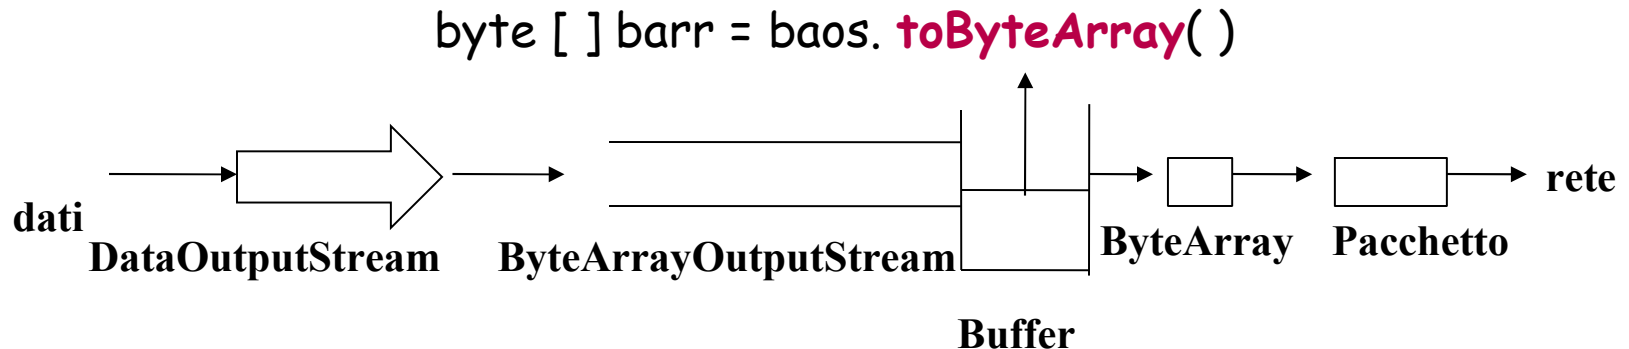 byte [ ] barr = baos. toByteArray( )
dati
DataOutputStream
ByteArrayOutputStream
Buffer
ByteArray
Pacchetto
rete